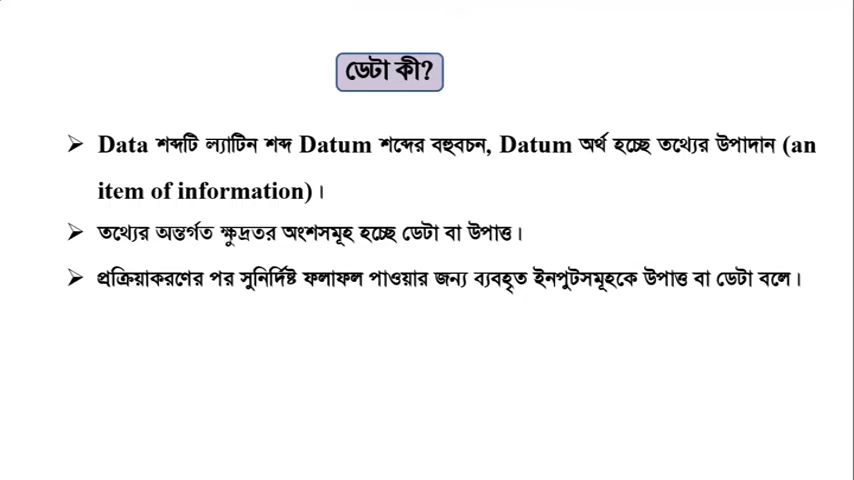 ডেটা কী?
➢ Data শব্দটি ল্যাটিন শব্দ Datum শব্দের বহুবচন, Datum অর্থ হচ্ছে তথ্যের উপাদান (an
item of information)।
➢ তথ্যের অন্তর্গত ক্ষুদ্রতর অংশসমূহ হচ্ছে ডেটা বা উপাত্ত।
➢ প্রক্রিয়াকরণের পর সুনির্দিষ্ট ফলাফল পাওয়ার জন্য ব্যবহৃত ইনপুটসমূহকে উপাত্ত বা ডেটা বলে।